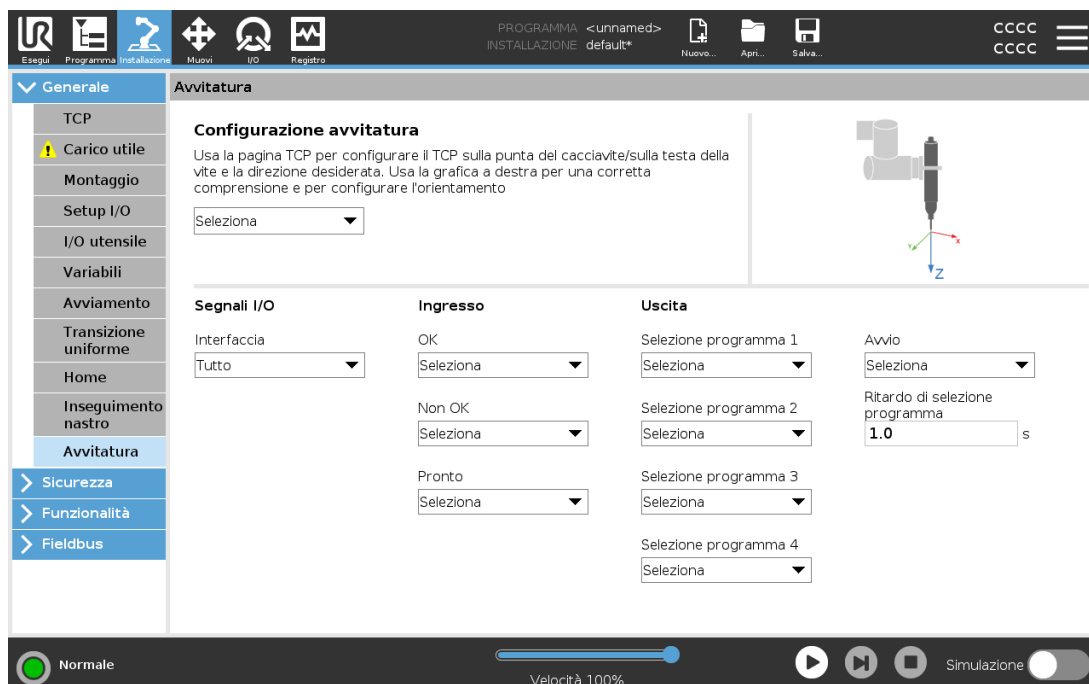 PROGRAMMA <unnamed>
INSTALLAZIONE default*
CCCC
CCCC
Esegui
Programma
Installazione
Muovi
I/O
Registro
Nuovo...
Apri...
Salva...
Generale
TCP
Carico utile
Montaggio
Setup I/O
I/O utensile
Variabili
Avviamento
Transizione
uniforme
Home
Inseguimento
nastro
Avvitatura
Sicurezza
Funzionalità
Fieldbus
Avvitatura
Configurazione avvitatura
Usa la pagina TCP per configurare il TCP sulla punta del cacciavite/sulla testa della
vite e la direzione desiderata. Usa la grafica a destra per una corretta
comprensione e per configurare l'orientamento
Seleziona
Y
X
Z
Segnali I/O
Interfaccia
Tutto
Ingresso
OK
Seleziona
Non OK
Seleziona
Pronto
Seleziona
Uscita
Selezione programma 1
Seleziona
Selezione programma 2
Seleziona
Selezione programma 3
Seleziona
Selezione programma 4
Seleziona
Avvio
Seleziona
Ritardo di selezione
programma
1.0 s
Normale
Velocità 100%
Simulazione